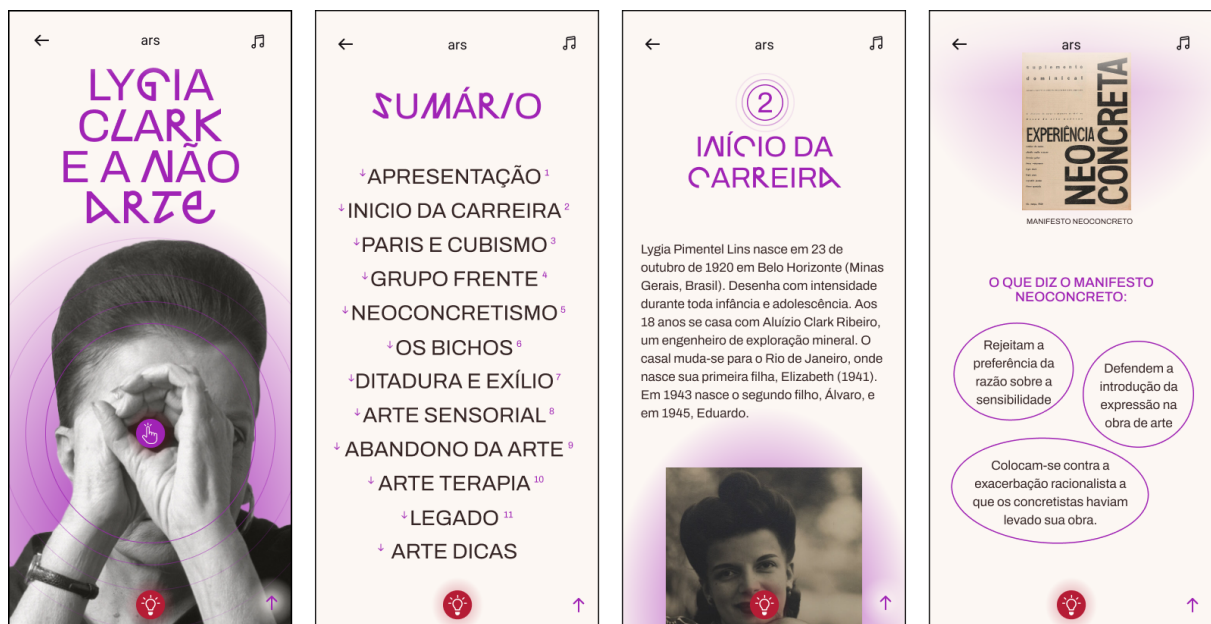 ars
LYGIA
CLARK
E A NÃO
ARTE
ars
SUMÁRIO
↓APRESENTAÇÃO 1
↓INICIO DA CARREIRA 2
↓PARIS E CUBISMO 3
↓GRUPO FRENTE 4
↓NEOCONCRETISMO 5
↓OS BICHOS 6
↓DITADURA E EXÍLIO 7
↓ARTE SENSORIAL 8
↓ABANDONO DA ARTE 9
↓ARTE TERAPIA 10
↓LEGADO 11
↓ARTE DICAS
ars
2
INÍCIO DA
CARREIRA
Lygia Pimentel Lins nasce em 23 de
outubro de 1920 em Belo Horizonte (Minas
Gerais, Brasil). Desenha com intensidade
durante toda infância e adolescência. Aos
18 anos se casa com Aluízio Clark Ribeiro,
um engenheiro de exploração mineral. O
casal muda-se para o Rio de Janeiro, onde
nasce sua primeira filha, Elizabeth (1941).
Em 1943 nasce o segundo filho, Álvaro, e
em 1945, Eduardo.
ars
suplemento
dominical
EXPERIÊNCIA
NEO
CONCRETA
MANIFESTO NEOCONCRETO
O QUE DIZ O MANIFESTO
NEOCONCRETO:
Rejeitam a
preferência da
razão sobre a
sensibilidade
Defendem a
introdução da
expressão na
obra de arte
Colocam-se contra a
exacerbação racionalista a
que os concretistas haviam
levado sua obra.